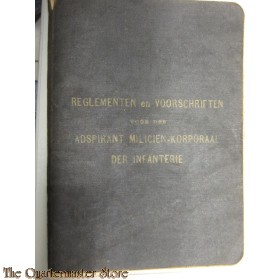 REGLEMENTEN en VOORSCHRIFTEN
VOOR DEN
ADSPIRANT MILICIEN-KORPORAAL
DER INFANTERIE
© The Quartermaster Store